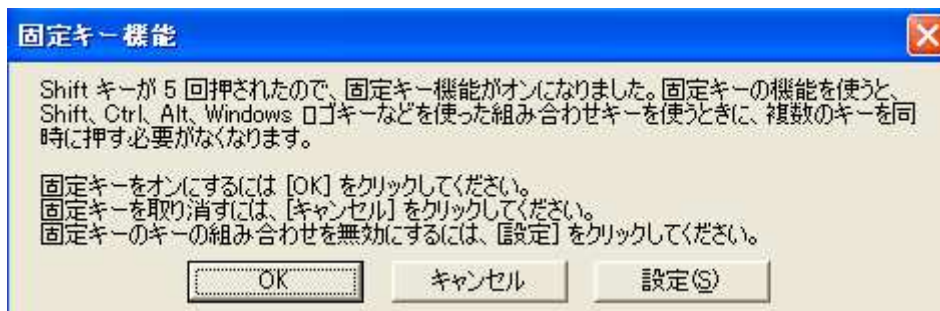 固定キー機能
Shift キーが 5 回押されたので、固定キー機能がオンになりました。固定キーの機能を使うと、
Shift、Ctrl、Alt、Windows ロゴキーなどを使った組み合わせキーを使うときに、複数のキーを同
時に押す必要がなくなります。
固定キーをオンにするには [OK] をクリックしてください。
固定キーを取り消すには、[キャンセル] をクリックしてください。
固定キーのキーの組み合わせを無効にするには、[設定] をクリックしてください。
OK キャンセル 設定(S)